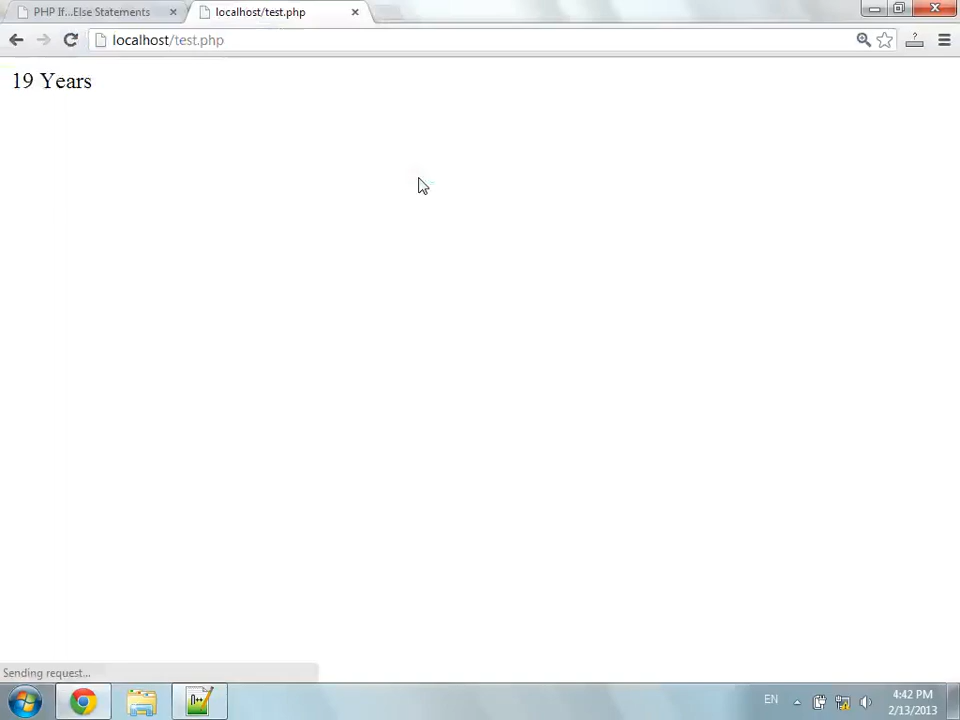 PHP If...Else Statements
localhost/test.php
localhost/test.php
19 Years
Sending request...
EN
4:42 PM
2/13/2013